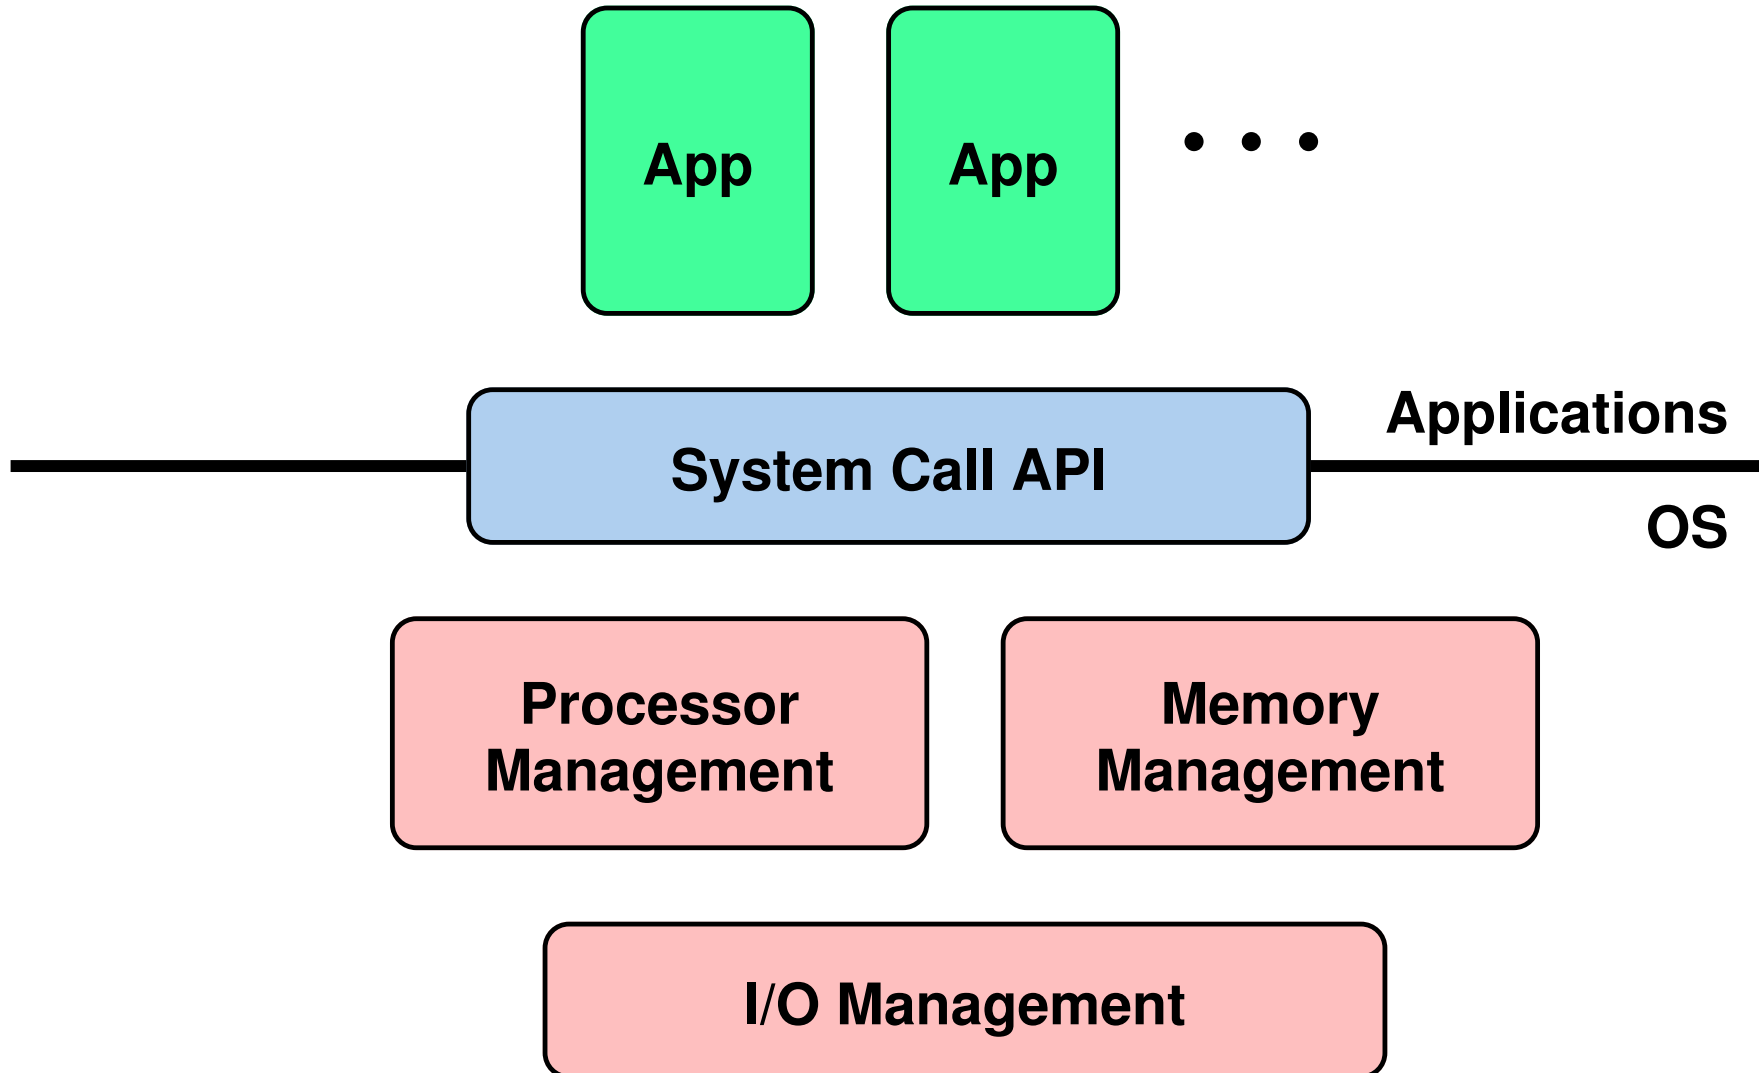 App
App
. . .
Applications
System Call API
OS
Processor
Management
Memory
Management
I/O Management